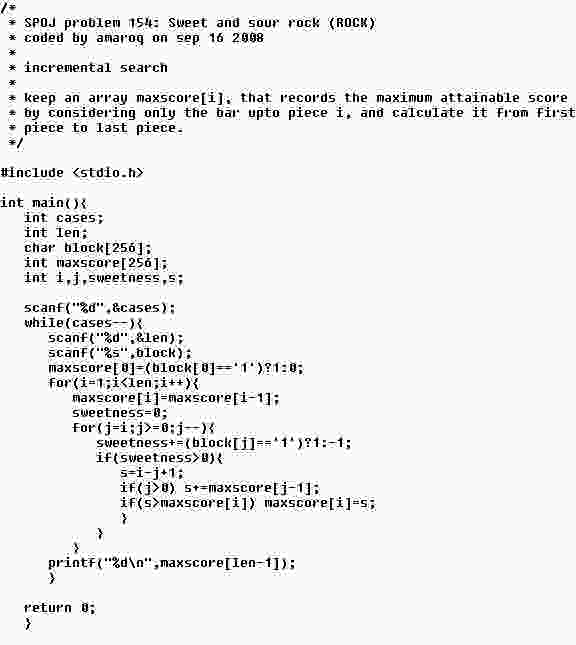 /*
 * SPOJ problem 154: Sweet and sour rock (ROCK)
 * coded by amaroq on sep 16 2008
 *
 * incremental search
 *
 * keep an array maxscore[i], that records the maximum attainable score
 * by considering only the bar upto piece i, and calculate it from first
 * piece to last piece.
 */

#include <stdio.h>

int main(){
   int cases;
   int len;
   char block[256];
   int maxscore[256];
   int i,j,sweetness,s;

   scanf("%d",&cases);
   while(cases--){
      scanf("%d",&len);
      scanf("%s",block);
      maxscore[0]=(block[0]=='1')?1:0;
      for(i=1;i<len;i++){
         maxscore[i]=maxscore[i-1];
         sweetness=0;
         for(j=i;j>=0;j--){
            sweetness+=(block[j]=='1')?1:-1;
            if(sweetness>0){
               s=i-j+1;
               if(j>0) s+=maxscore[j-1];
               if(s>maxscore[i]) maxscore[i]=s;
               }
            }
         }
      printf("%d\n",maxscore[len-1]);
      }

   return 0;
   }